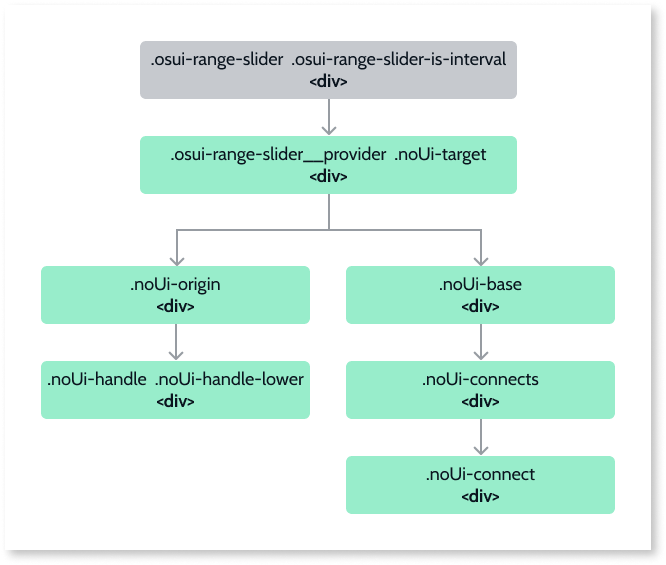 .osui-range-slider .osui-range-slider-is-interval
<div>
.osui-range-slider__provider .noUi-target
<div>
.noUi-origin
<div>
.noUi-base
<div>
.noUi-handle .noUi-handle-lower
<div>
.noUi-connects
<div>
.noUi-connect
<div>